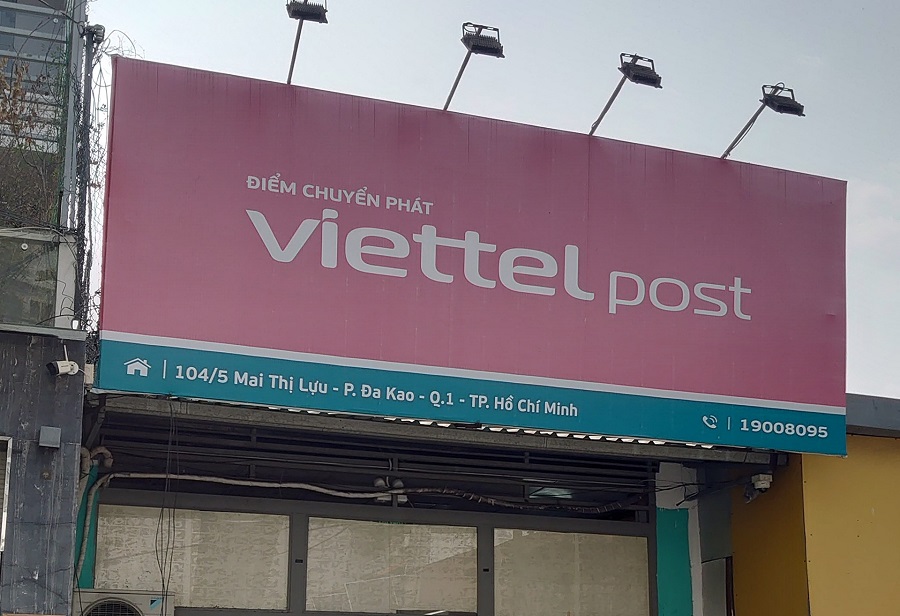 ĐIỂM CHUYỂN PHÁT
viettel post
104/5 Mai Thị Lựu - P. Đa Kao - Q.1 - TP. Hồ Chí Minh
19008095